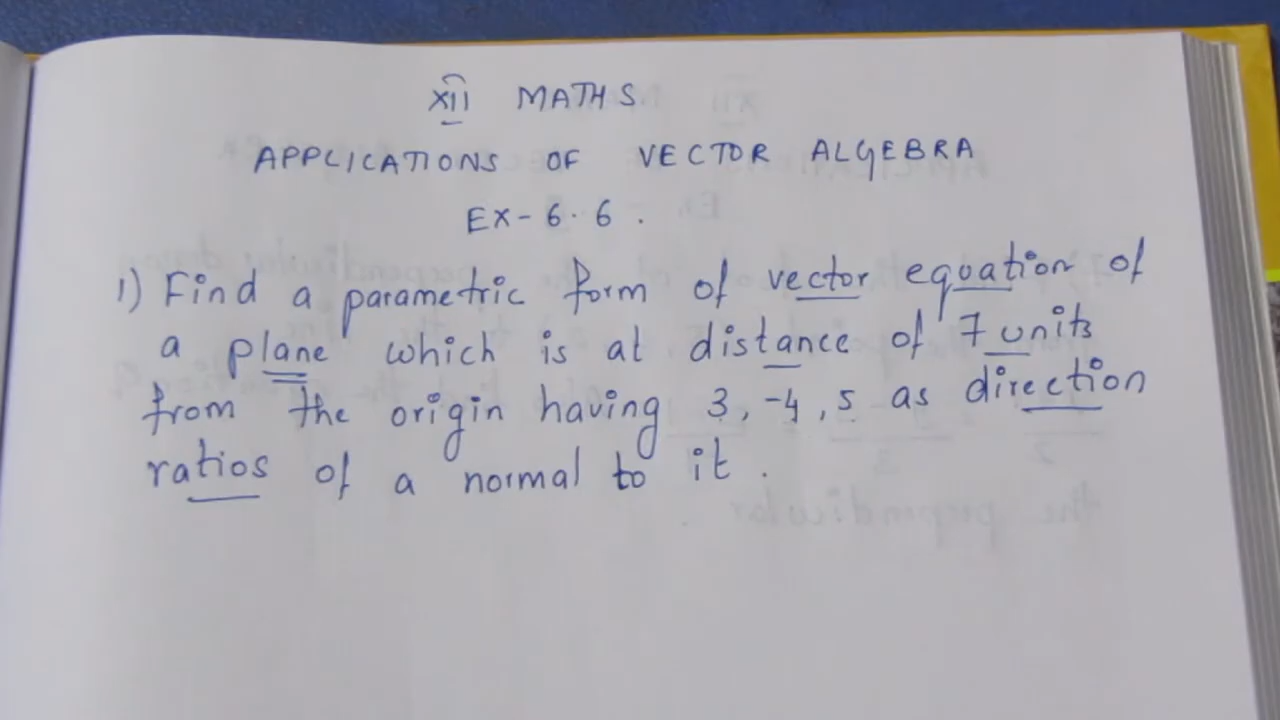 XII MATHS
APPLICATIONS OF VECTOR ALGEBRA
EX-6.6.
1) Find a parametric form of vector equation of
a plane which is at distance of 7 units
from the origin having 3, -4, 5 as direction
ratios of a normal to it.